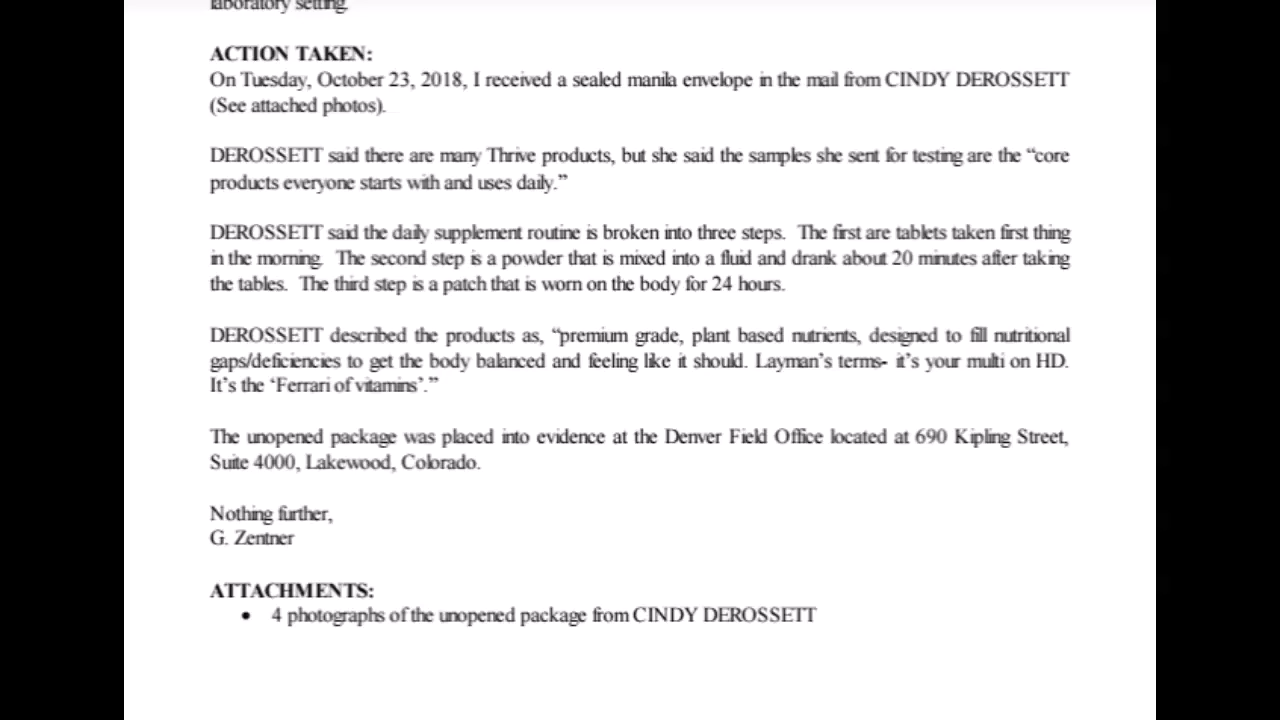 laboratory setting.
ACTION TAKEN:
On Tuesday, October 23, 2018, I received a sealed manila envelope in the mail from CINDY DEROSSETT
(See attached photos).
DEROSSETT said there are many Thrive products, but she said the samples she sent for testing are the “core
products everyone starts with and uses daily.”
DEROSSETT said the daily supplement routine is broken into three steps.  The first are tablets taken first thing
in the morning.  The second step is a powder that is mixed into a fluid and drank about 20 minutes after taking
the tables.  The third step is a patch that is worn on the body for 24 hours.
DEROSSETT described the products as, “premium grade, plant based nutrients, designed to fill nutritional
gaps/deficiencies to get the body balanced and feeling like it should. Layman’s terms- it’s your multi on HD.
It’s the ‘Ferrari of vitamins’.”
The unopened package was placed into evidence at the Denver Field Office located at 690 Kipling Street,
Suite 4000, Lakewood, Colorado.
Nothing further,
G. Zentner
ATTACHMENTS:
• 4 photographs of the unopened package from CINDY DEROSSETT